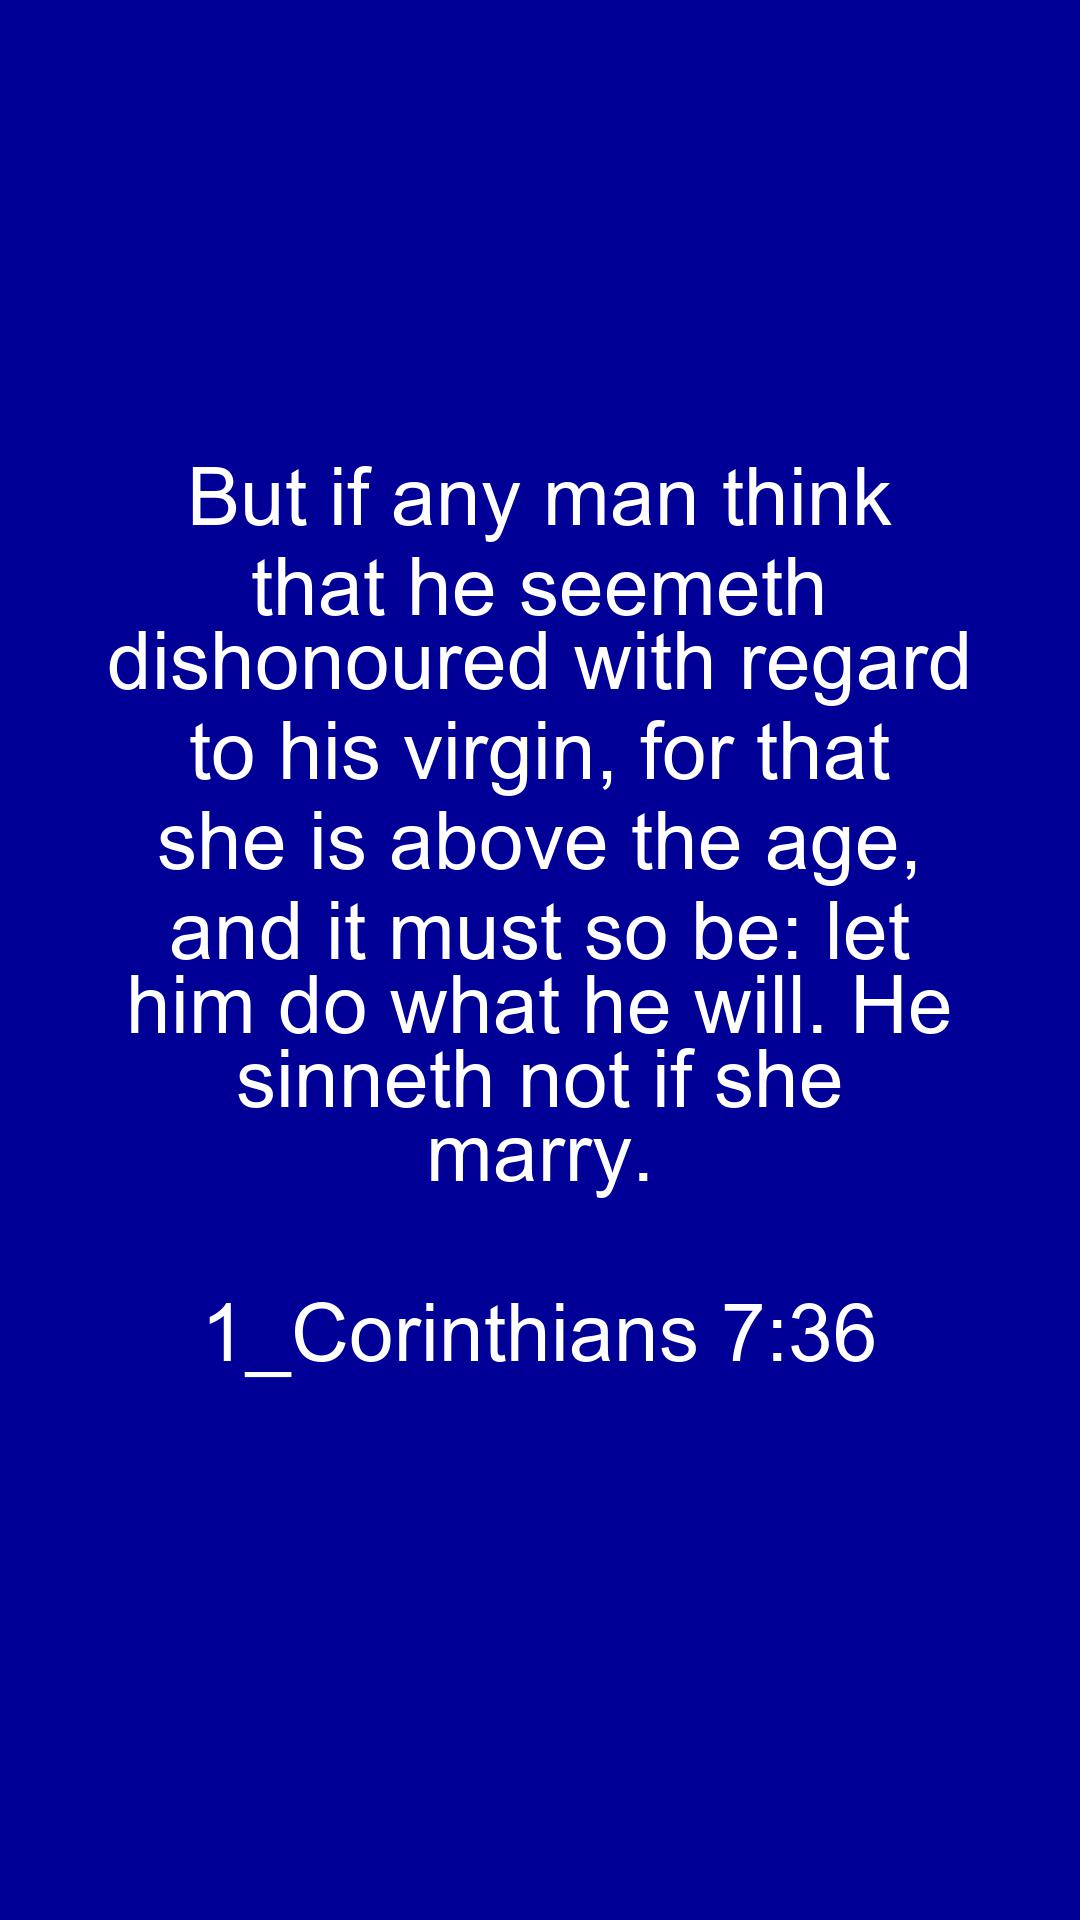 But if any man think
that he seemeth
dishonoured with regard
to his virgin, for that
she is above the age,
and it must so be: let
him do what he will. He
sinneth not if she
marry.
1_Corinthians 7:36